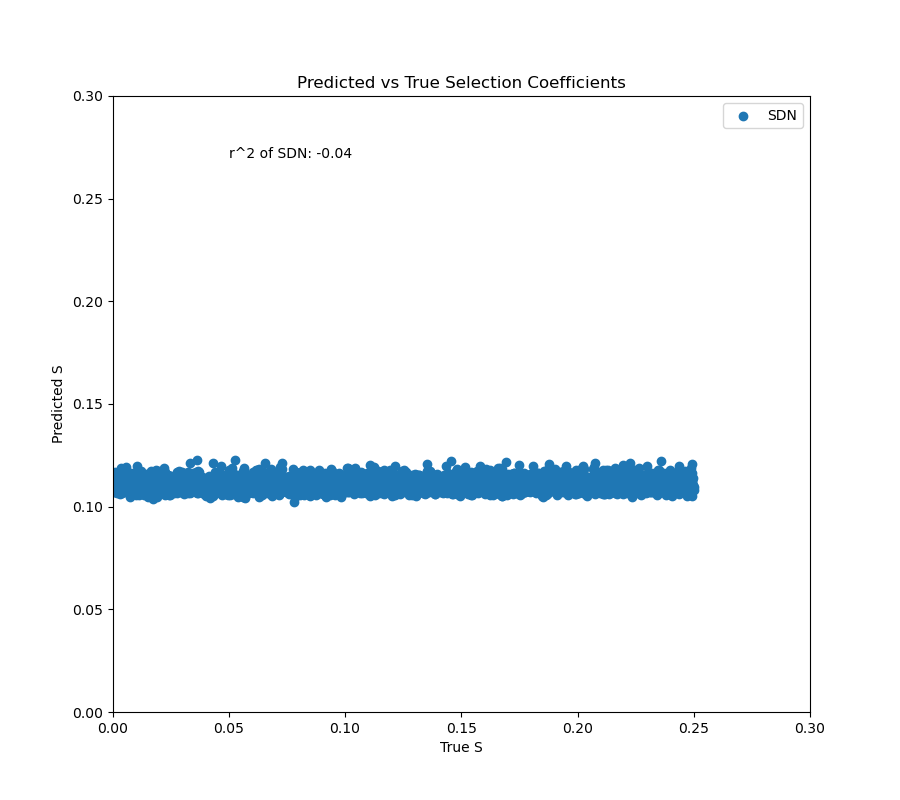 Predicted vs True Selection Coefficients
0.30
SDN
r^2 of SDN: -0.04
0.25
0.20
0.15
Predicted S
0.10
0.05
0.00
0.00 0.05 0.10 0.15 0.20 0.25 0.30
True S